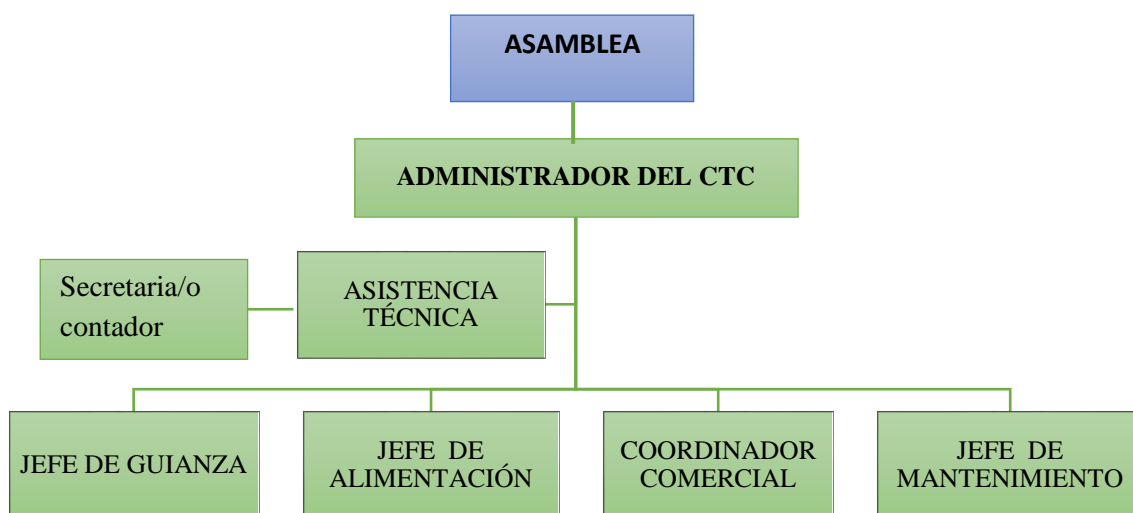 ASAMBLEA
ADMINISTRADOR DEL CTC
Secretaria/o
contador
ASISTENCIA
TÉCNICA
JEFE DE GUIANZA
JEFE DE
ALIMENTACIÓN
COORDINADOR
COMERCIAL
JEFE DE
MANTENIMIENTO